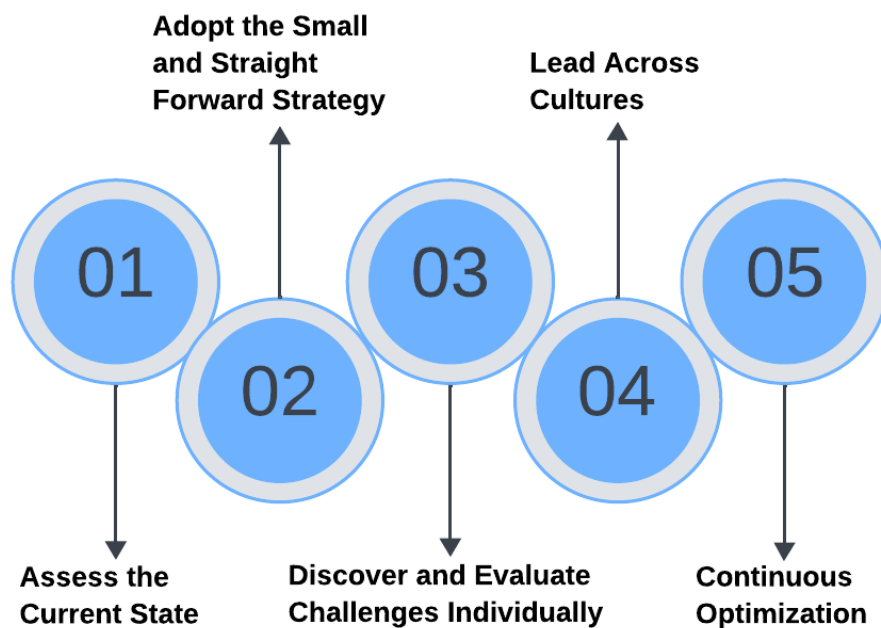 Adopt the Small
and Straight
Forward Strategy
Lead Across
Cultures
01
02
03
04
05
Assess the
Current State
Discover and Evaluate
Challenges Individually
Continuous
Optimization